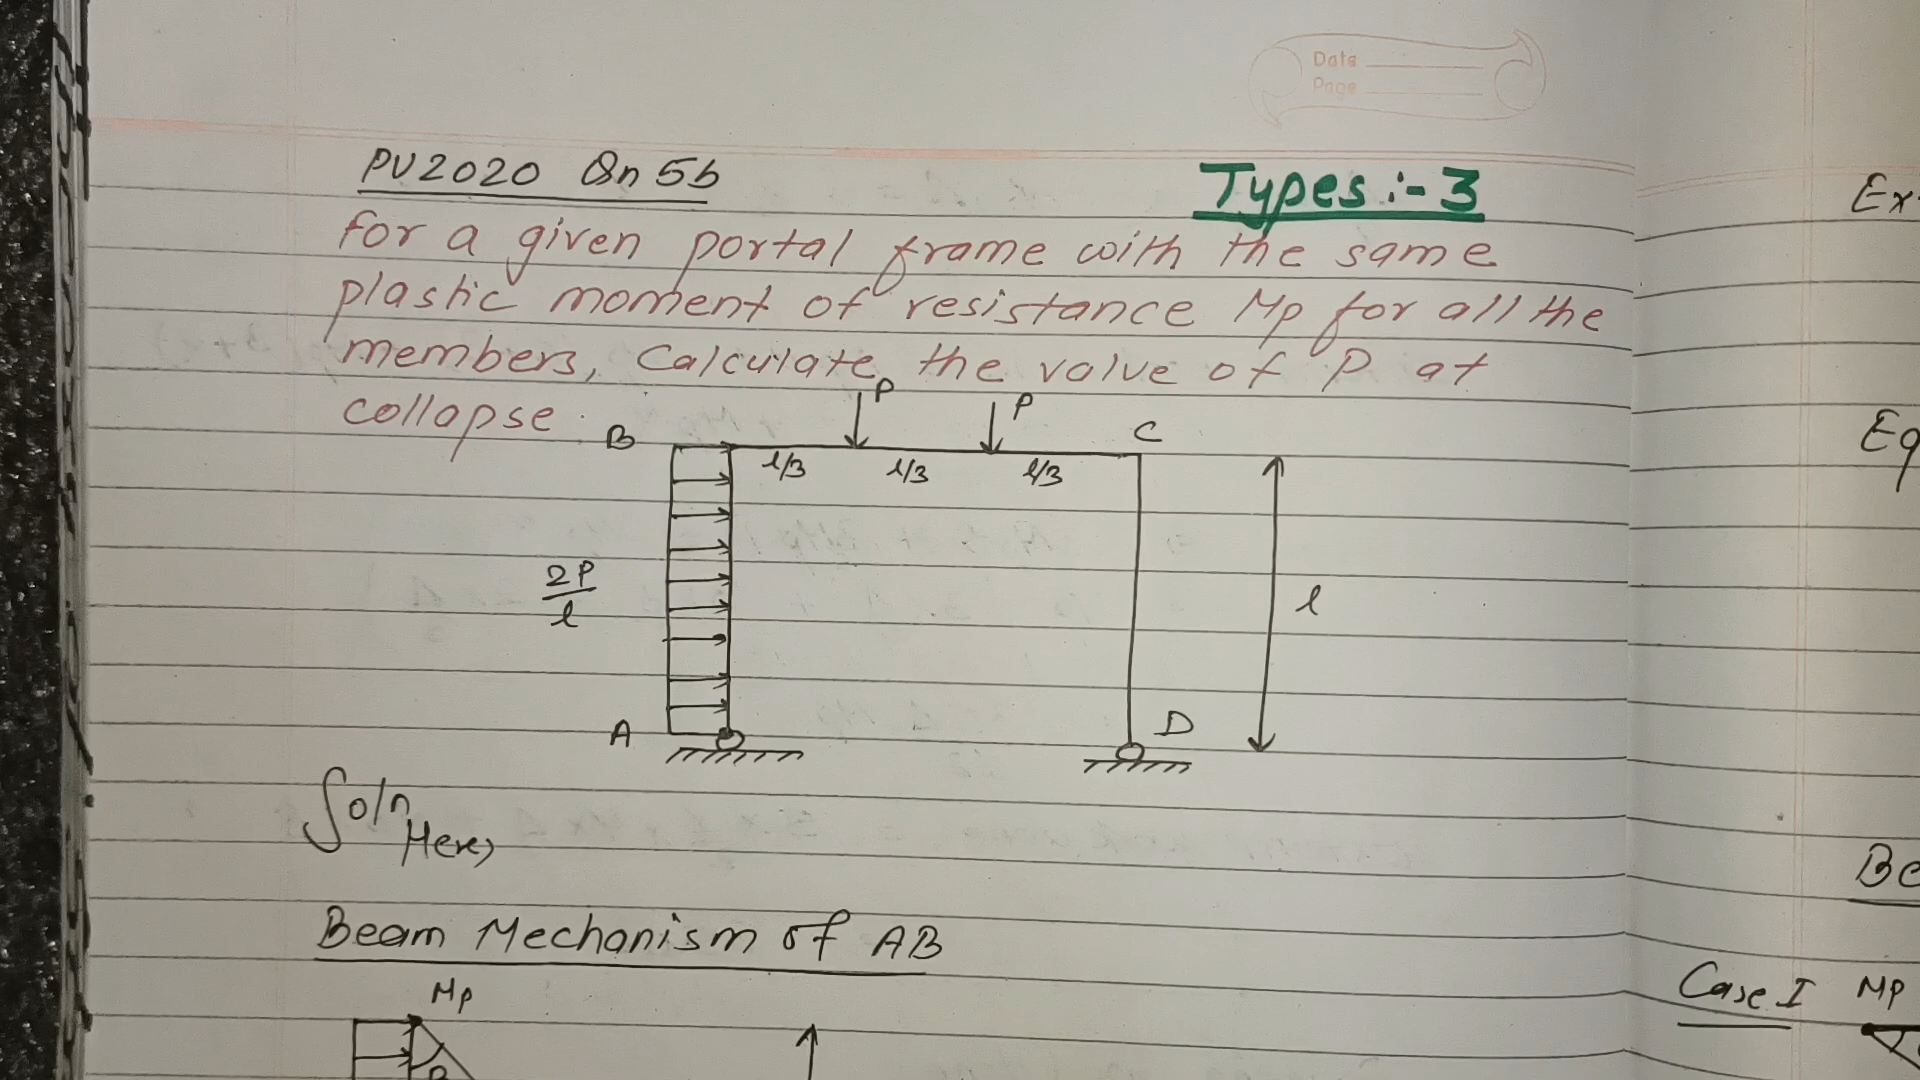 Data
Page
PU2020 Qn 5b
Types:- 3
for a given portal frame with the same
plastic moment of resistance Mp for all the
members, Calculate the value of P at
collapse.
P
P
B
C
l/3
l/3
l/3
2P
l
l
A
D
Soln
Here,
Beam Mechanism of AB
Mp
Ex
Eq
Be
Case I
MP